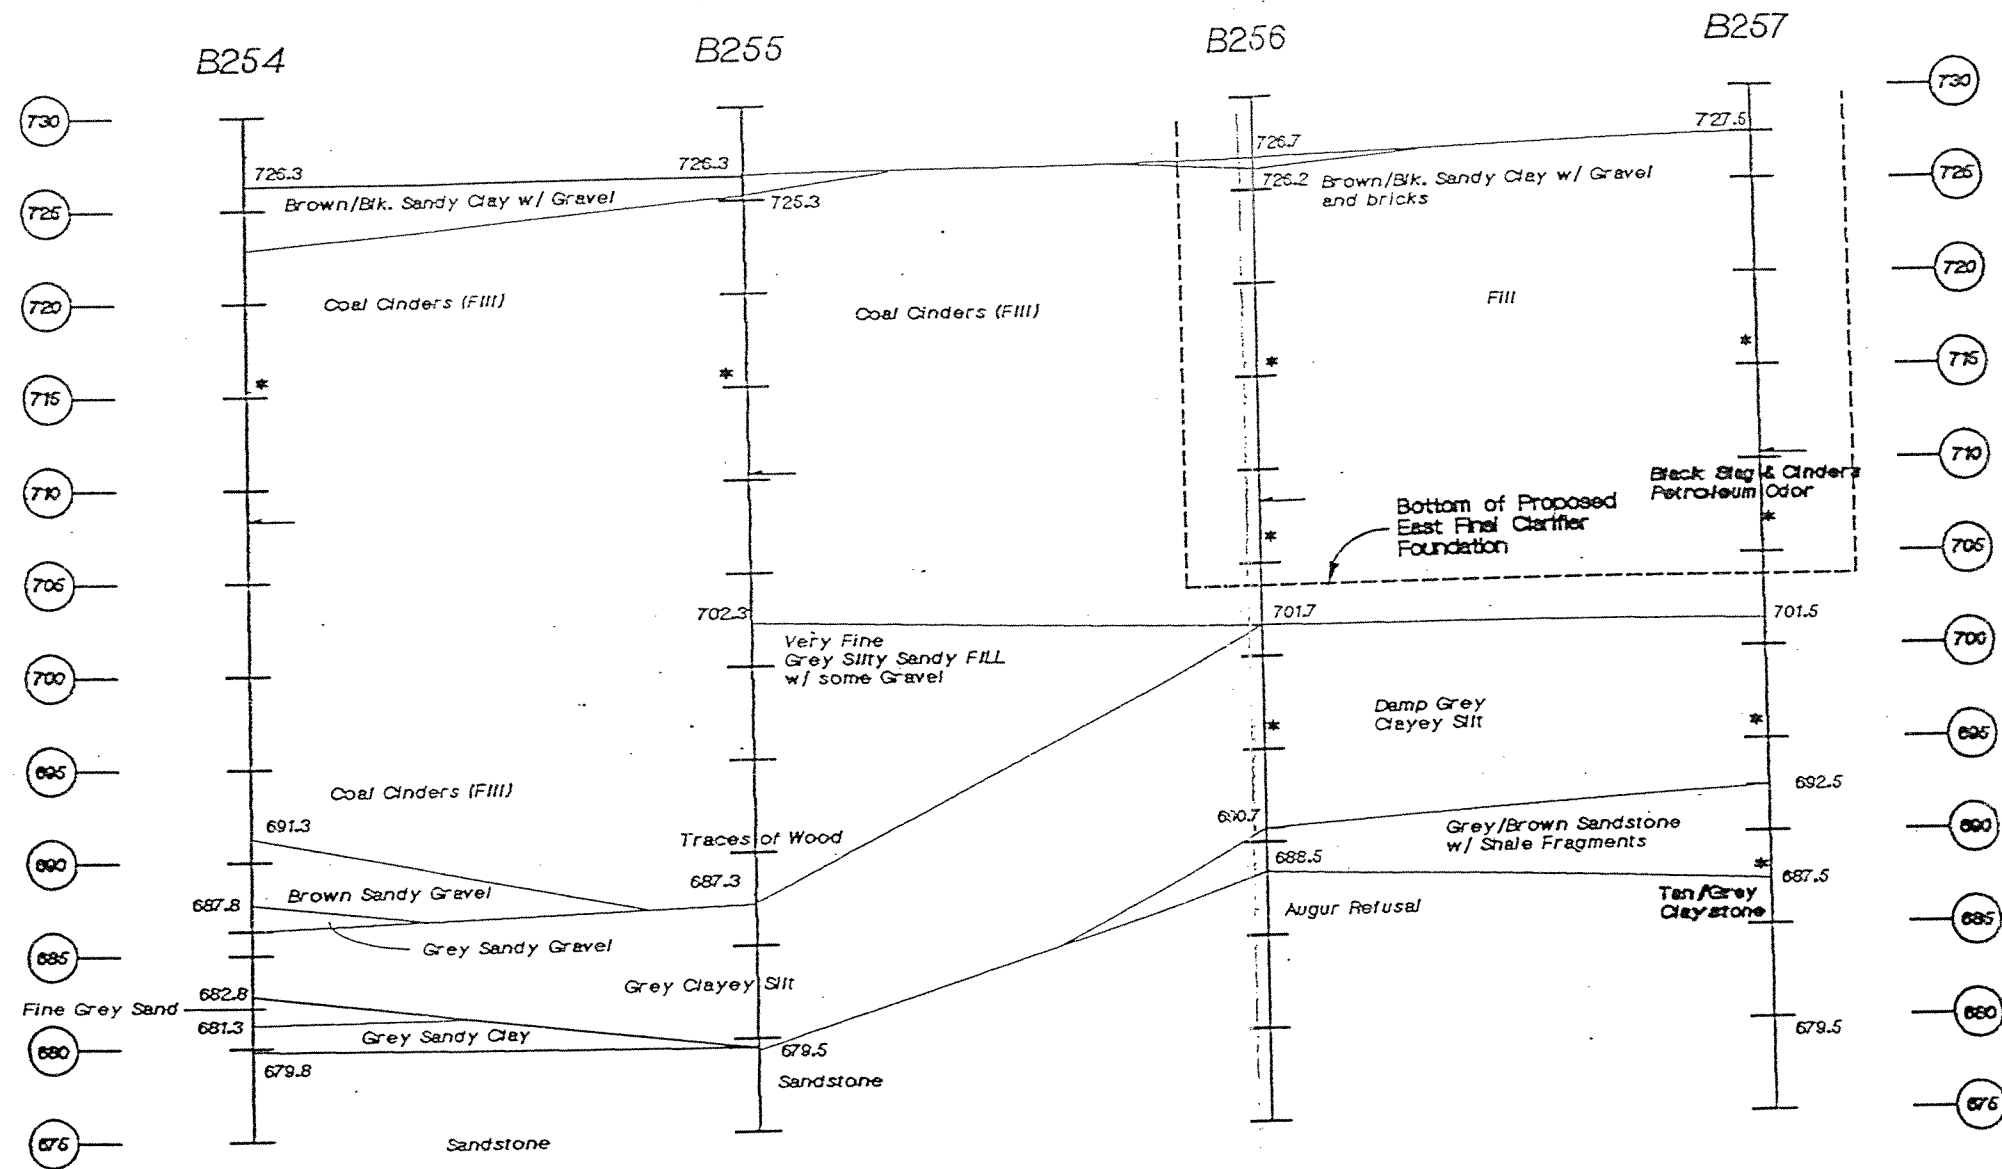 B254
B255
B256
B257
730
725
720
715
710
705
700
695
690
685
680
675
730
725
720
715
710
705
700
695
690
685
680
675
726.3
Brown/Blk. Sandy Clay w/ Gravel
Coal Cinders (Fill)
Coal Cinders (Fill)
691.3
Brown Sandy Gravel
687.8
Grey Sandy Gravel
682.8
Fine Grey Sand
681.3
Grey Sandy Clay
679.8
Sandstone
726.3
725.3
Coal Cinders (Fill)
702.3
Very Fine
Grey Silty Sandy FILL
w/ some Gravel
Traces of Wood
687.3
Grey Clayey Silt
679.5
Sandstone
726.7
726.2
Brown/Blk. Sandy Clay w/ Gravel
and bricks
Fill
Bottom of Proposed
East Final Clarifier
Foundation
701.7
Damp Grey
Clayey Silt
690.7
Grey/Brown Sandstone
w/ Shale Fragments
688.5
Augur Refusal
727.5
Black Slag & Cinders
Petroleum Odor
701.5
692.5
687.5
Tan/Grey
Claystone
679.5